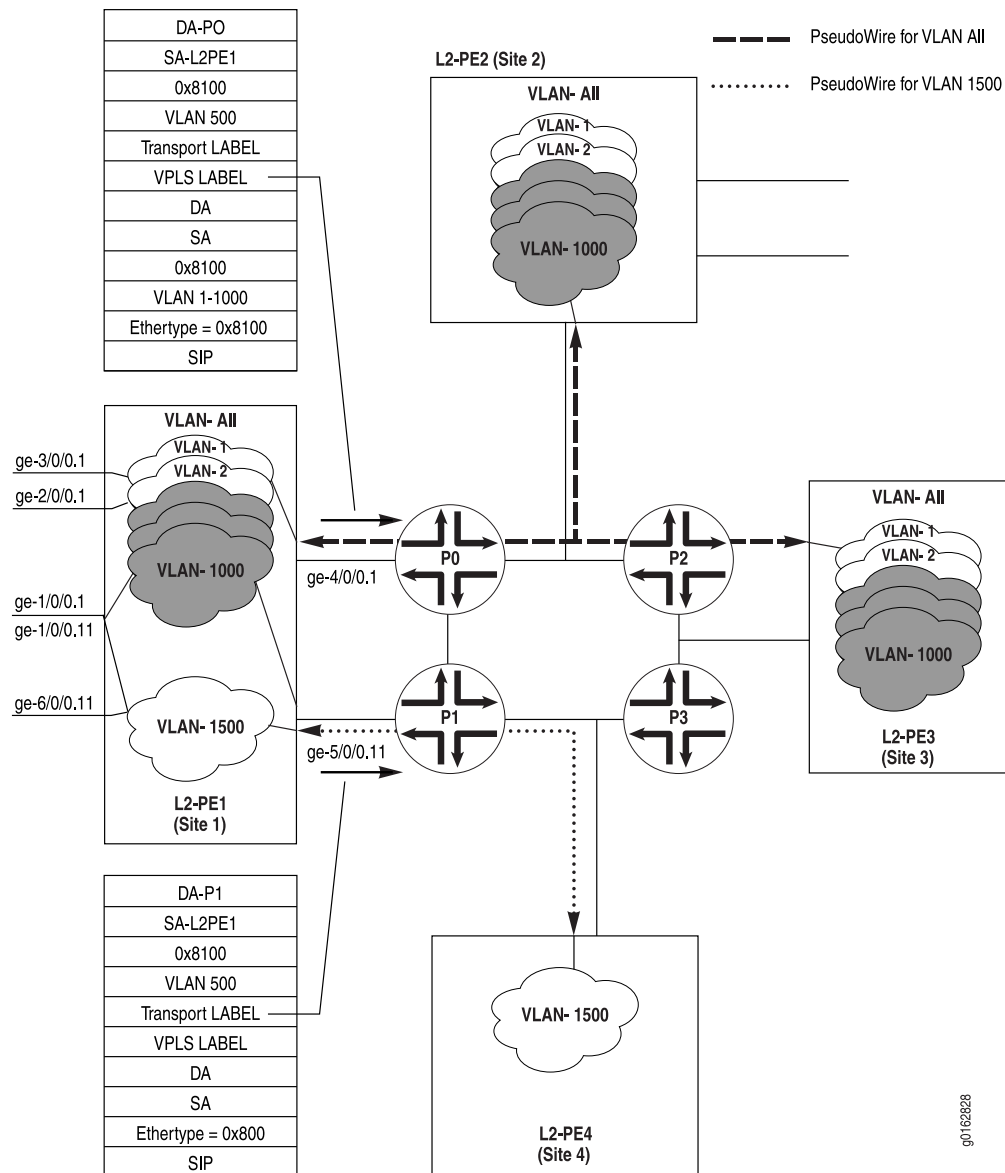 DA-PO
SA-L2PE1
0x8100
VLAN 500
Transport LABEL
VPLS LABEL
DA
SA
0x8100
VLAN 1-1000
Ethertype = 0x8100
SIP
PseudoWire for VLAN All
PseudoWire for VLAN 1500
L2-PE2 (Site 2)
VLAN- All
VLAN- 1
VLAN- 2
VLAN- 1000
VLAN- All
VLAN- 1
VLAN- 2
VLAN- 1000
ge-3/0/0.1
ge-2/0/0.1
ge-1/0/0.1
ge-1/0/0.11
ge-6/0/0.11
VLAN- 1500
L2-PE1
(Site 1)
ge-4/0/0.1
ge-5/0/0.11
P0
P2
P1
P3
VLAN- All
VLAN- 1
VLAN- 2
VLAN- 1000
L2-PE3
(Site 3)
DA-P1
SA-L2PE1
0x8100
VLAN 500
Transport LABEL
VPLS LABEL
DA
SA
Ethertype = 0x800
SIP
VLAN- 1500
L2-PE4
(Site 4)
g0162828